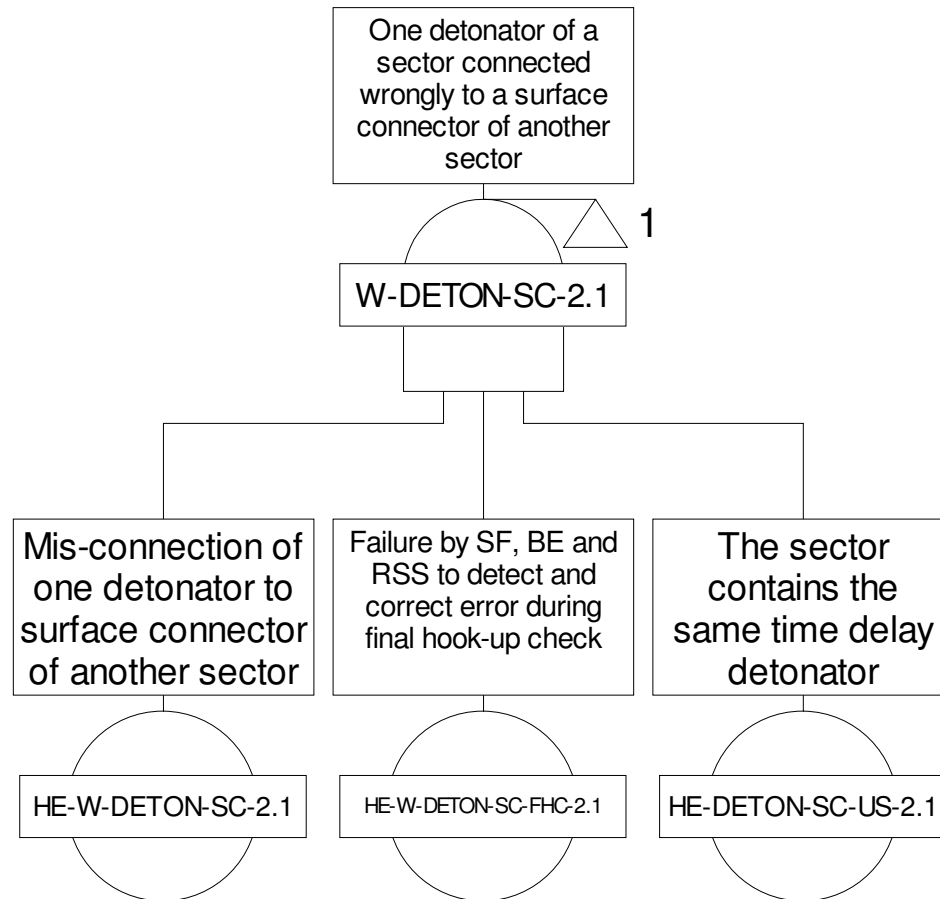 One detonator of a
sector connected
wrongly to a surface
connector of another
sector
1
W-DETON-SC-2.1
Mis-connection of
one detonator to
surface connector
of another sector
Failure by SF, BE and
RSS to detect and
correct error during
final hook-up check
The sector
contains the
same time delay
detonator
HE-W-DETON-SC-2.1
HE-W-DETON-SC-FHC-2.1
HE-DETON-SC-US-2.1